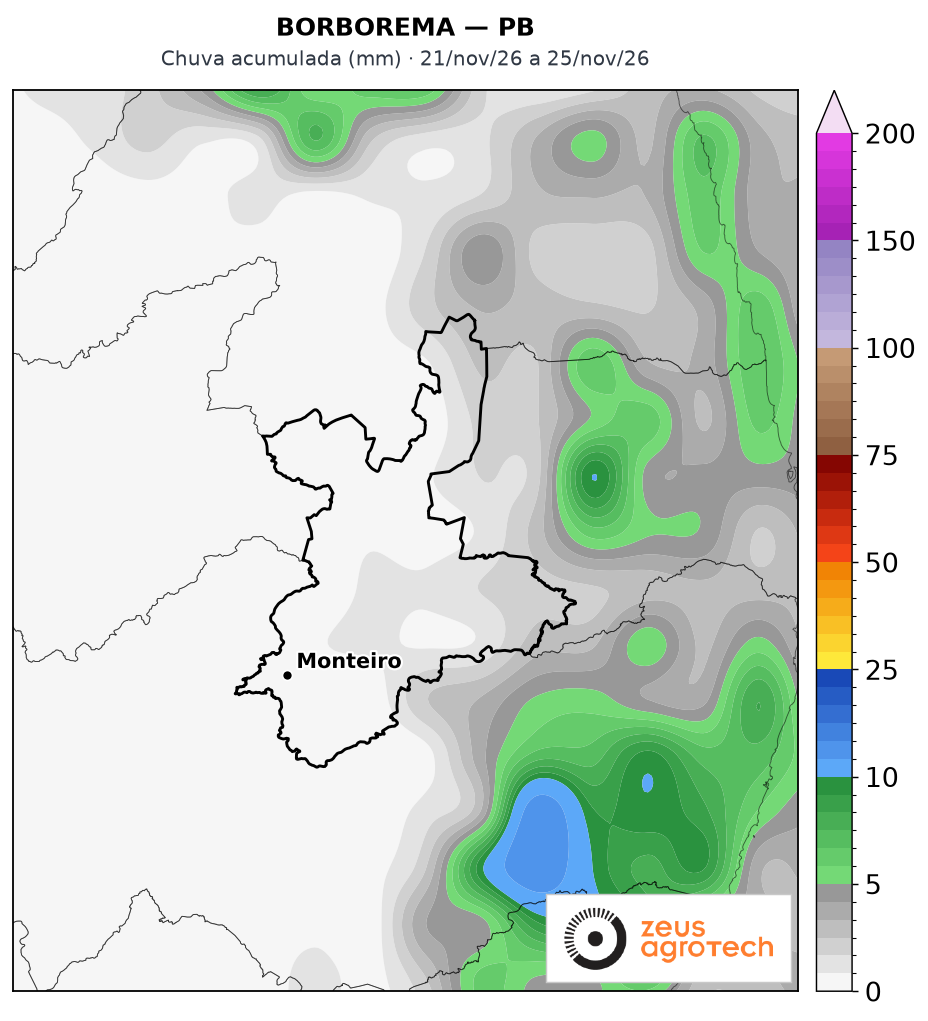 BORBOREMA — PB
Chuva acumulada (mm) · 21/nov/26 a 25/nov/26
200
150
100
75
50
25
10
5
0
Monteiro
zeus
agrotech